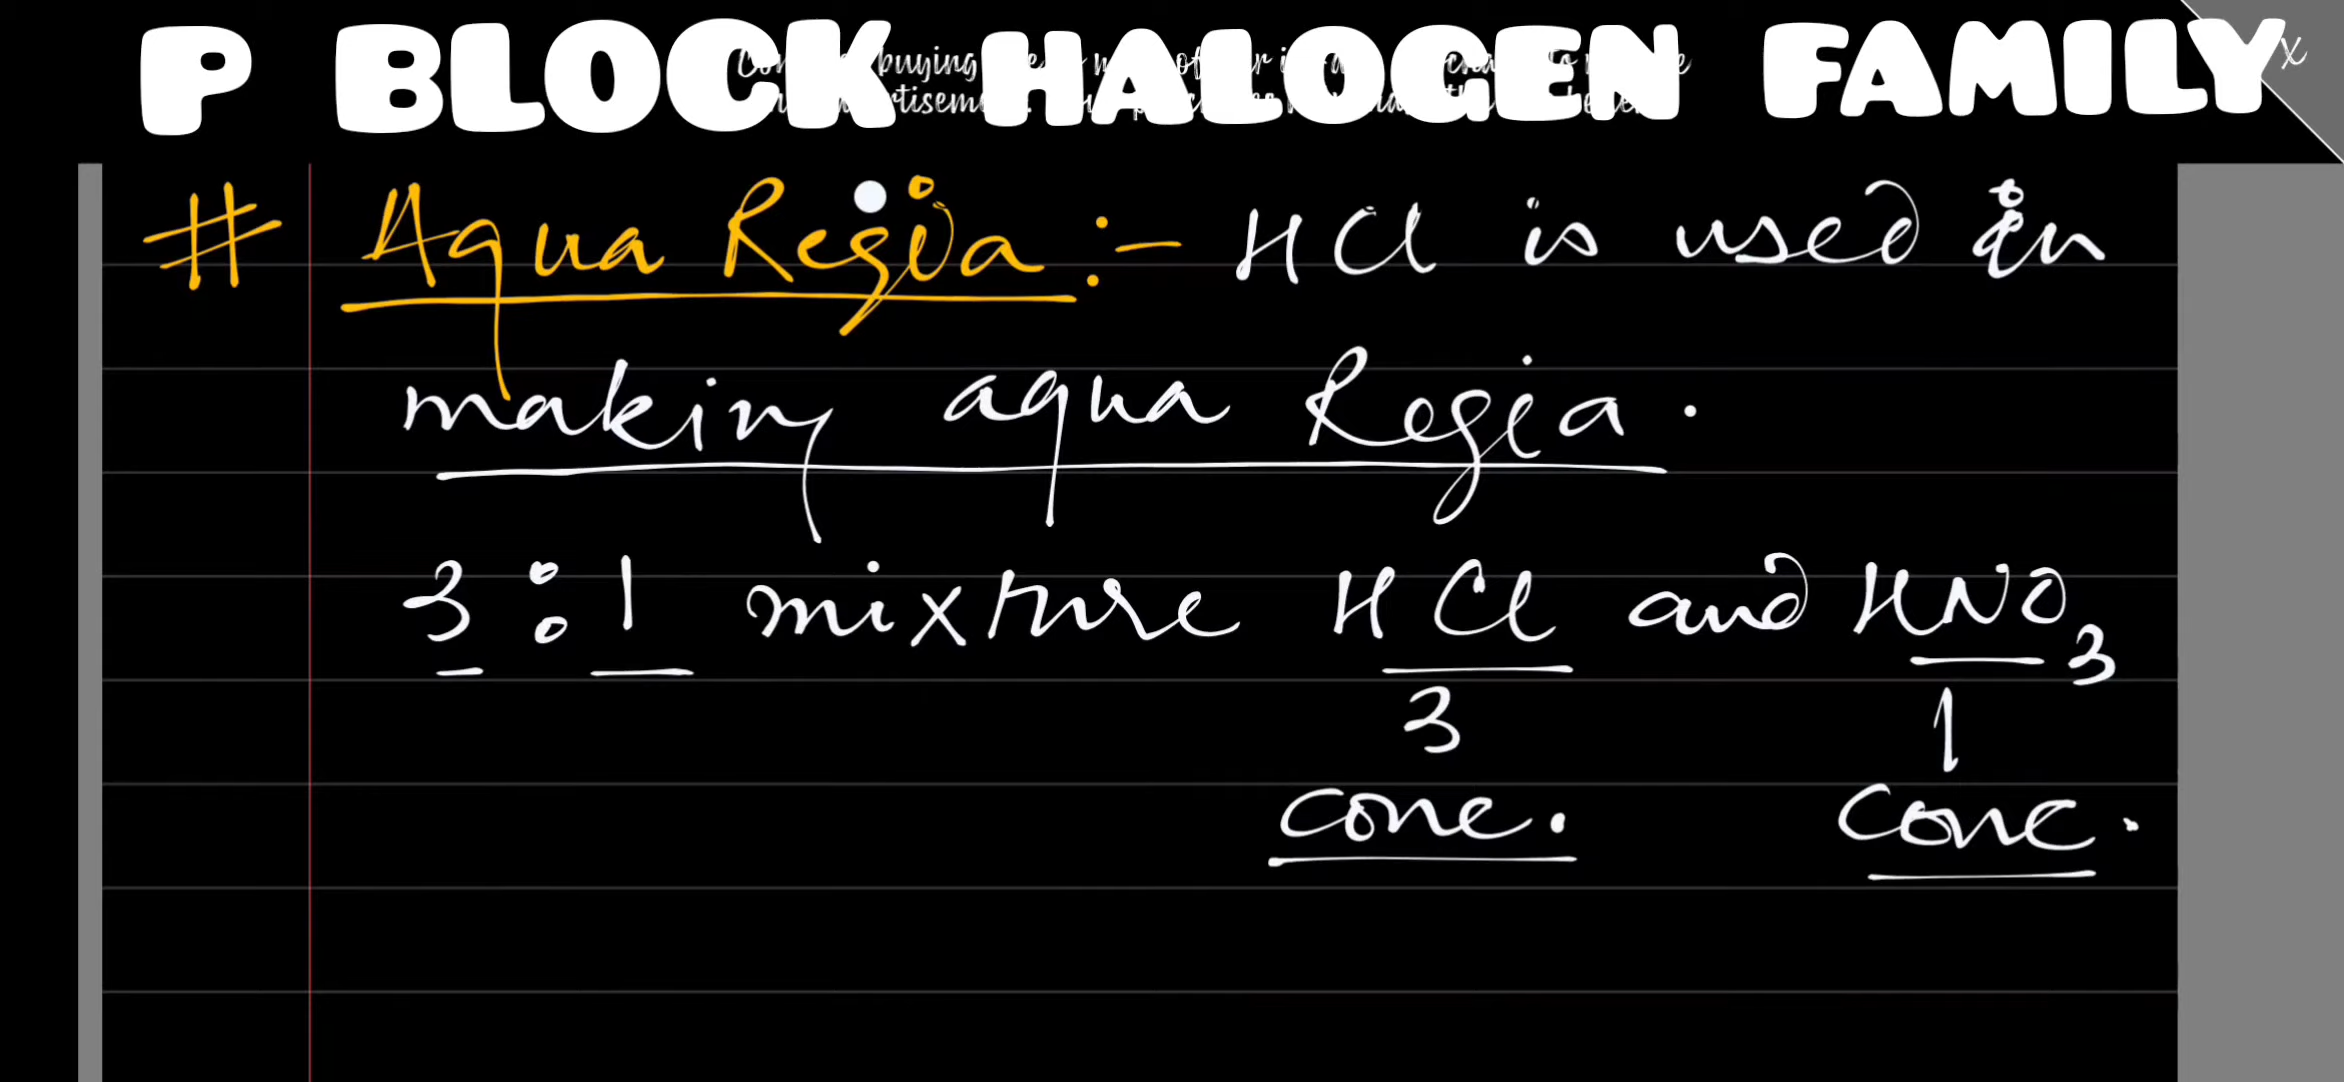 P BLOCK HALOGEN FAMILY
buying
# Aqua Regia :- HCl is used in
making aqua Regia.
3 : 1 mixture HCl and HNO3
3 1
conc. conc.